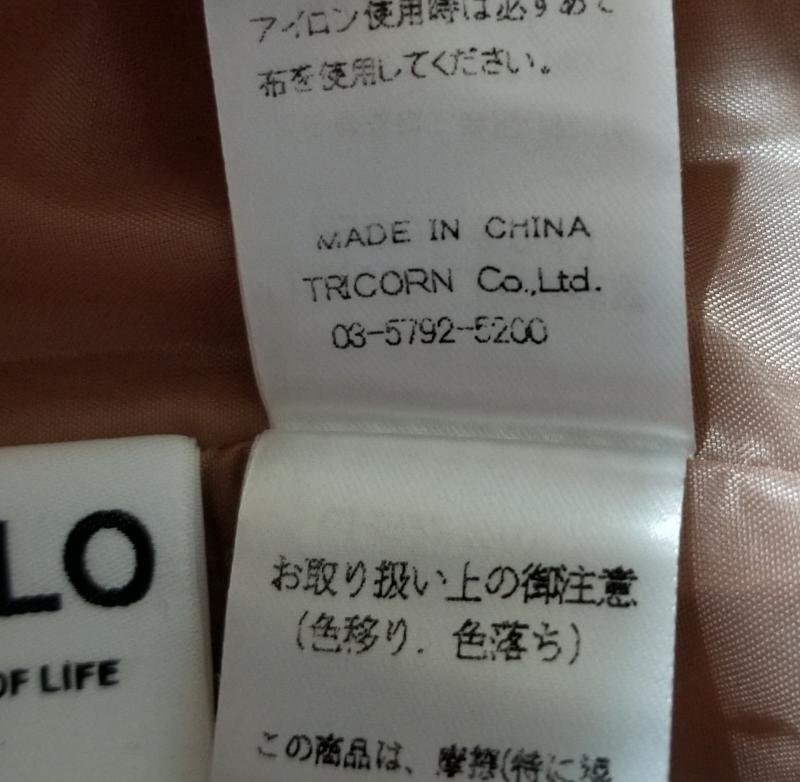 アイロン使用時は必ずあて
布を使用してください。
MADE IN CHINA
TRICORN Co.,Ltd.
03-5792-5200
LO
OF LIFE
お取り扱い上の御注意
(色移り．色落ち)
この商品は、摩擦(特に湿